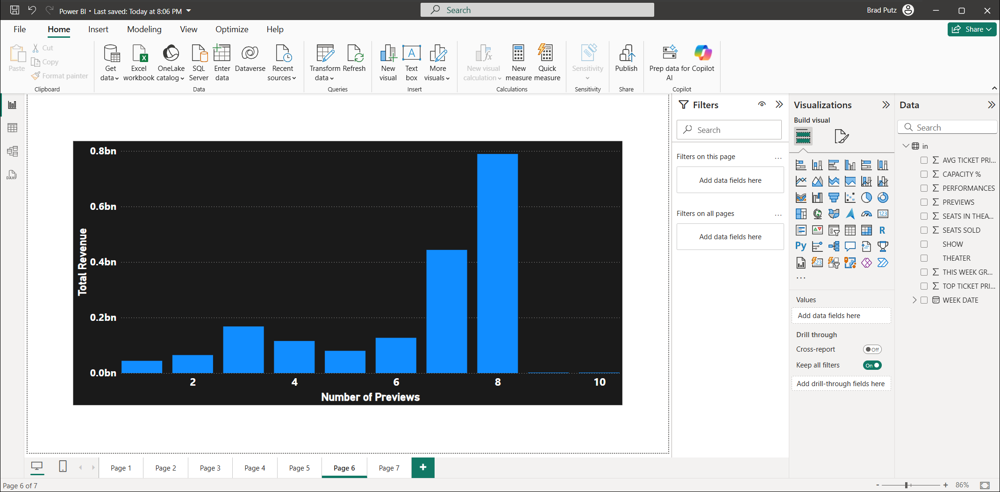 Power BI • Last saved: Today at 8:06 PM
Search
Brad Putz
File Home Insert Modeling View Optimize Help
Share
Paste
Cut
Copy
Format painter
Clipboard
Get data
Excel workbook
OneLake catalog
SQL Server
Enter data
Dataverse
Recent sources
Data
Transform data
Refresh
Queries
New visual
Text box
More visuals
Insert
New visual calculation
New measure
Quick measure
Calculations
Sensitivity
Sensitivity
Publish
Share
Prep data for AI
Copilot
Copilot
DAX
0.8bn
0.6bn
0.4bn
0.2bn
0.0bn
Total Revenue
2 4 6 8 10
Number of Previews
Filters
Search
Filters on this page ...
Add data fields here
Filters on all pages ...
Add data fields here
Visualizations
Build visual
123
R
Py
123
...
Values
Add data fields here
Drill through
Cross-report Off
Keep all filters On
Add drill-through fields here
Data
Search
in
AVG TICKET PRI...
CAPACITY %
PERFORMANCES
PREVIEWS
SEATS IN THEA...
SEATS SOLD
SHOW
THEATER
THIS WEEK GR...
TOP TICKET PRI...
WEEK DATE
Page 1 Page 2 Page 3 Page 4 Page 5 Page 6 Page 7 +
Page 6 of 7
- + 86%